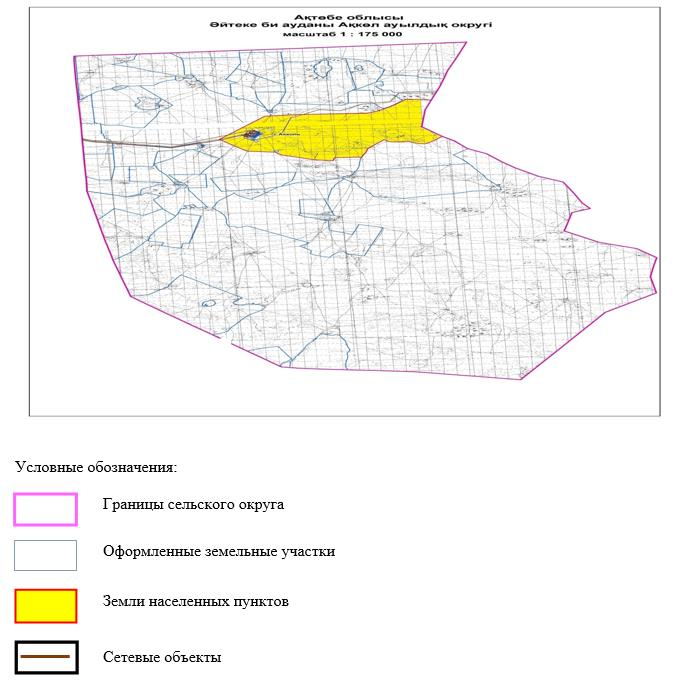 Ақтөбе облысы
Әйтеке би ауданы Ақкөл ауылдық округі
масштаб 1 : 175 000
Условные обозначения:
Границы сельского округа
Оформленные земельные участки
Земли населенных пунктов
Сетевые объекты